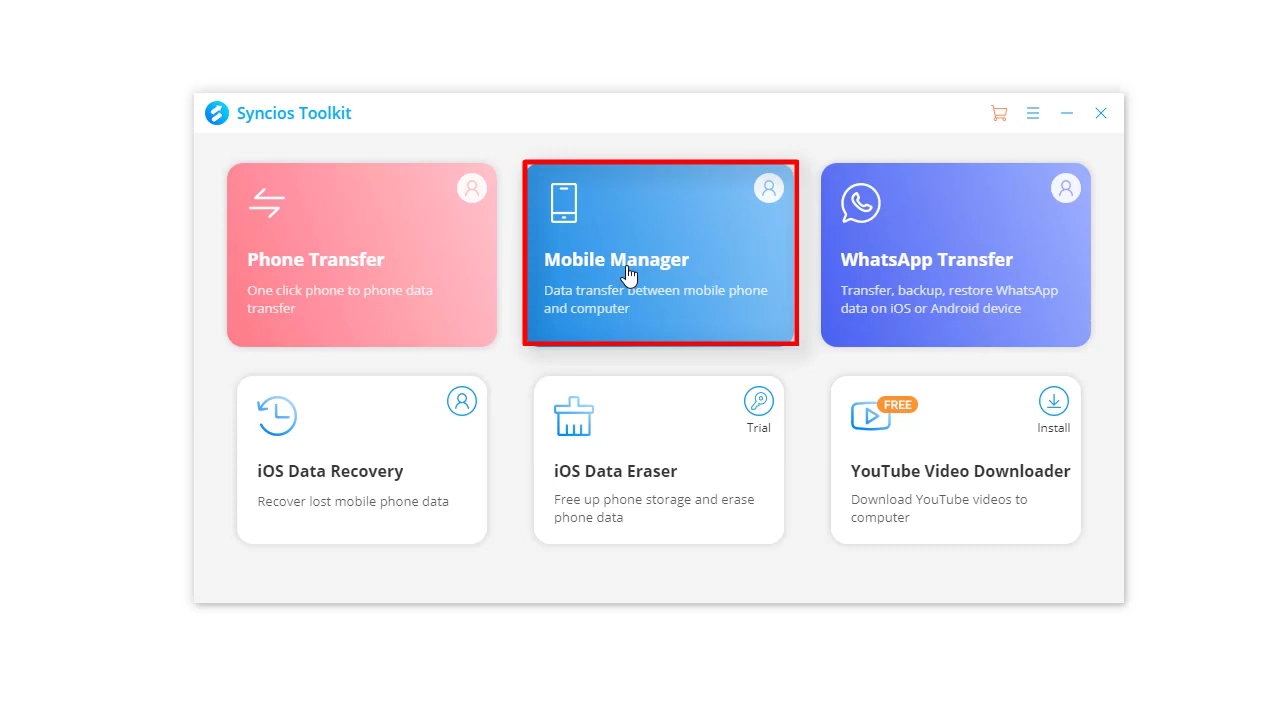 Syncios Toolkit
Phone Transfer
One click phone to phone data
transfer
Mobile Manager
Data transfer between mobile phone
and computer
WhatsApp Transfer
Transfer, backup, restore WhatsApp
data on iOS or Android device
iOS Data Recovery
Recover lost mobile phone data
Trial
iOS Data Eraser
Free up phone storage and erase
phone data
FREE
Install
YouTube Video Downloader
Download YouTube videos to
computer